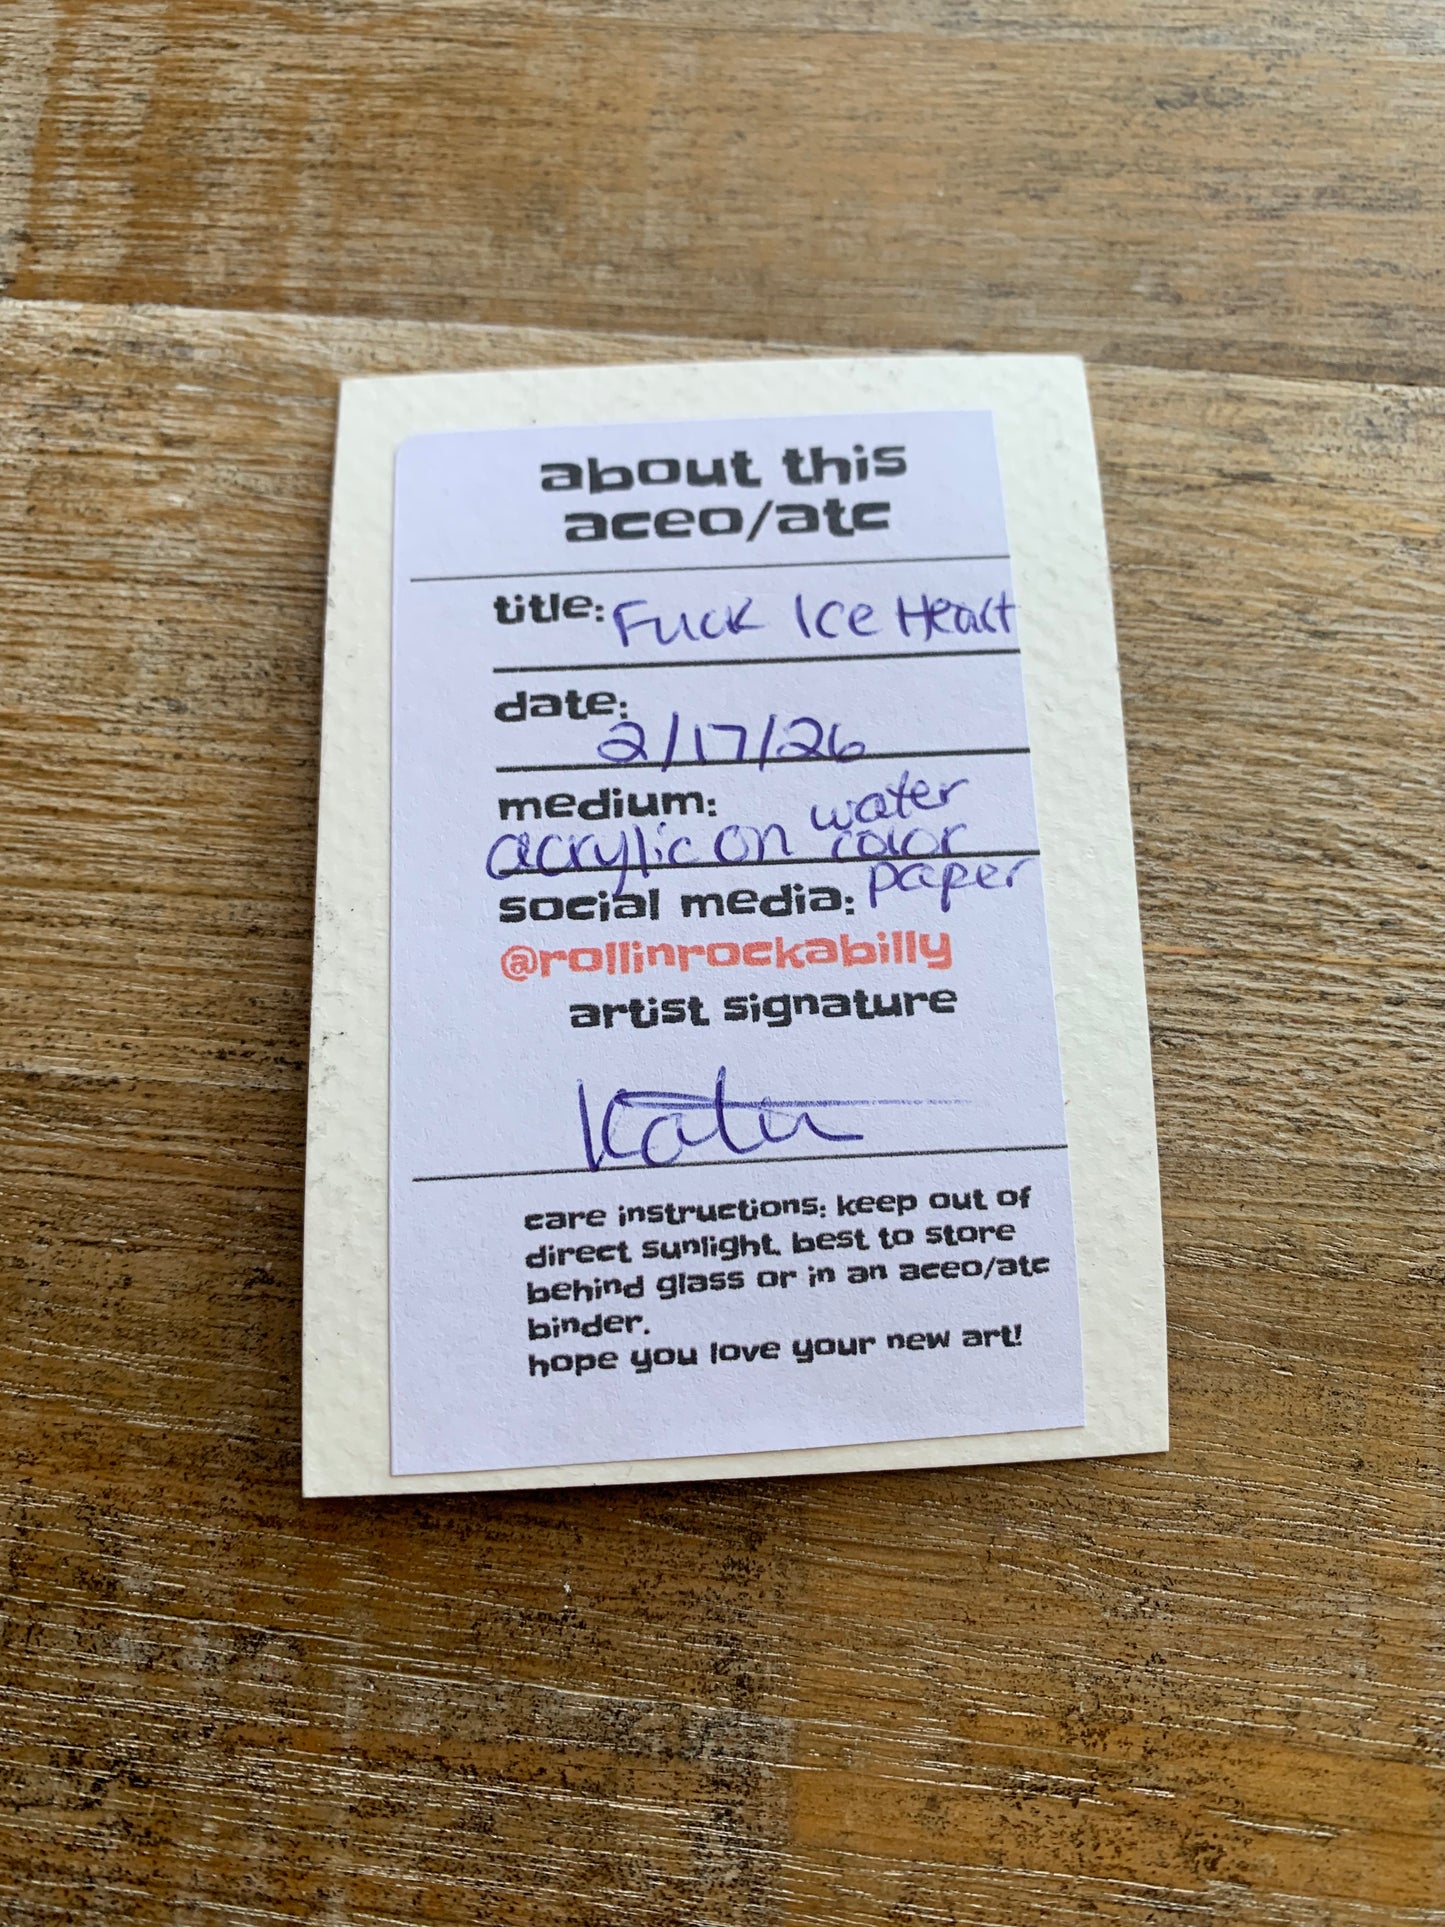 about this
aceo/atc
title: Fuck Ice Heart
date:
2/17/26
medium:
acrylic on water
color
paper
social media:
@rollinrockabilly
artist signature
care instructions: keep out of
direct sunlight. best to store
behind glass or in an aceo/atc
binder.
hope you love your new art!